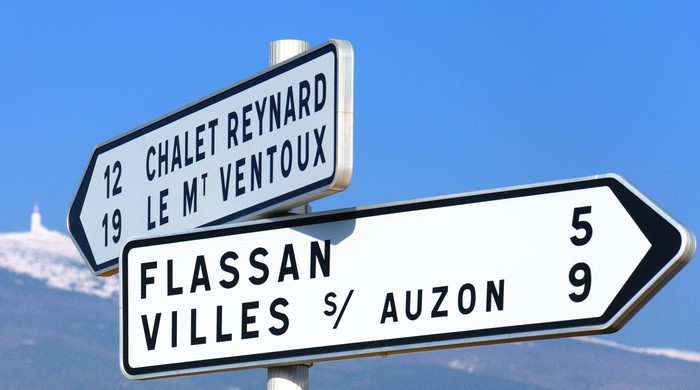 12 CHALET REYNARD
19 LE Mᵀ VENTOUX
FLASSAN 5
VILLES S/ AUZON 9